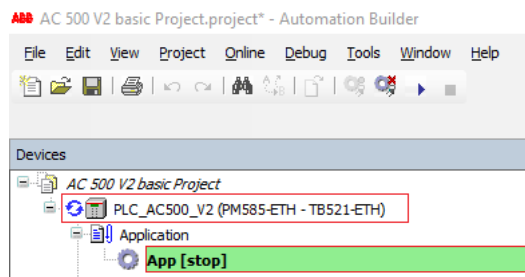 ABB AC 500 V2 basic Project.project* - Automation Builder
File Edit View Project Online Debug Tools Window Help
Devices
AC 500 V2 basic Project
PLC_AC500_V2 (PM585-ETH - TB521-ETH)
Application
App [stop]